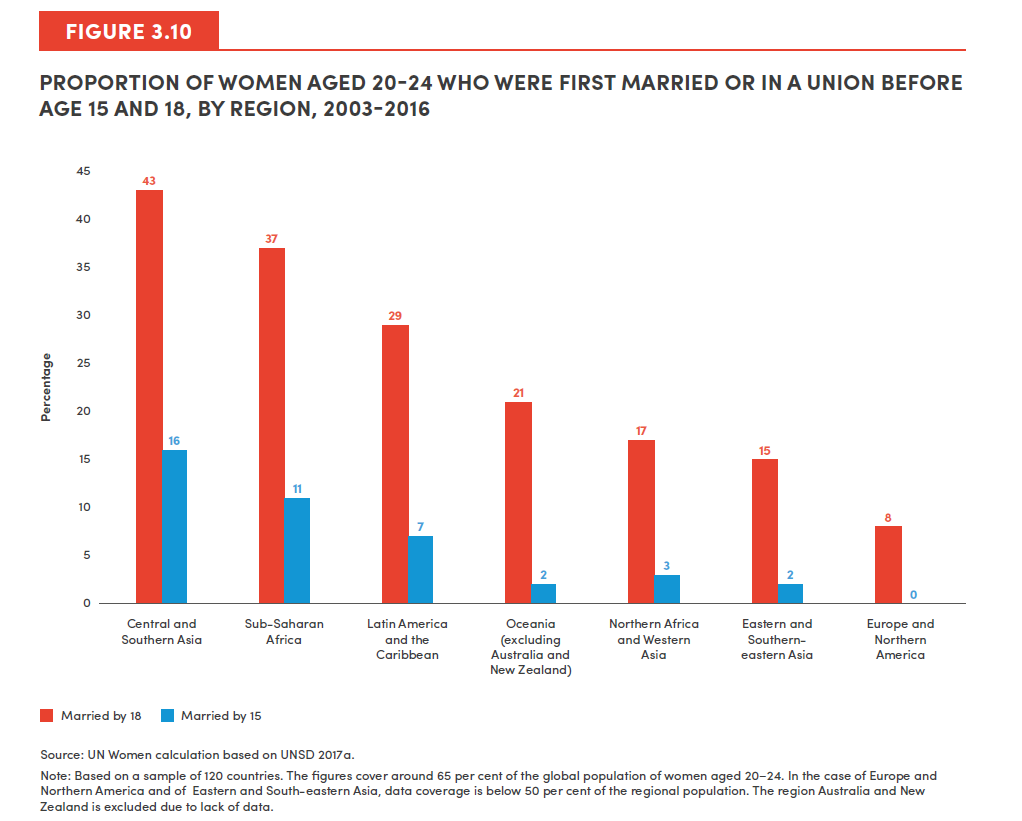 FIGURE 3.10
PROPORTION OF WOMEN AGED 20-24 WHO WERE FIRST MARRIED OR IN A UNION BEFORE
AGE 15 AND 18, BY REGION, 2003-2016
Percentage
45
40
35
30
25
20
15
10
5
0
43
16
37
11
29
7
21
2
17
3
15
2
8
0
Central and
Southern Asia
Sub-Saharan
Africa
Latin America
and the
Caribbean
Oceania
(excluding
Australia and
New Zealand)
Northern Africa
and Western
Asia
Eastern and
Southern-
eastern Asia
Europe and
Northern
America
Married by 18
Married by 15
Source: UN Women calculation based on UNSD 2017a.
Note: Based on a sample of 120 countries. The figures cover around 65 per cent of the global population of women aged 20–24. In the case of Europe and
Northern America and of Eastern and South-eastern Asia, data coverage is below 50 per cent of the regional population. The region Australia and New
Zealand is excluded due to lack of data.